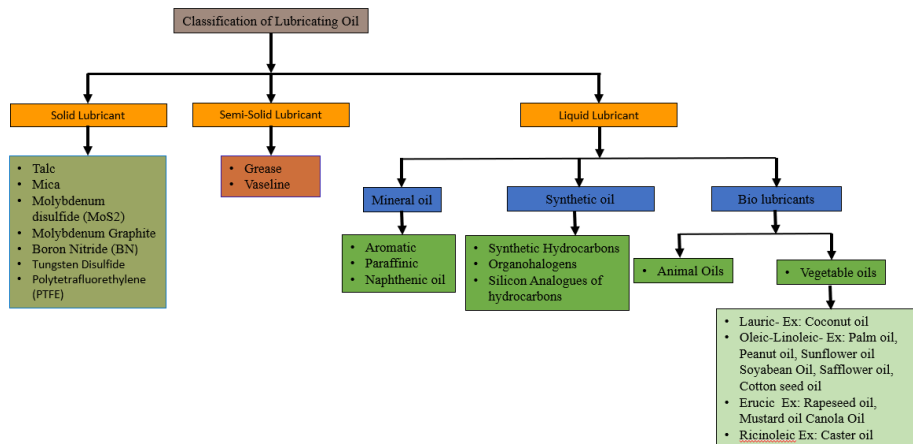 Classification of Lubricating Oil
Solid Lubricant
Semi-Solid Lubricant
Liquid Lubricant
• Talc
• Mica
• Molybdenum
disulfide (MoS2)
• Molybdenum Graphite
• Boron Nitride (BN)
• Tungsten Disulfide
• Polytetrafluorethylene
(PTFE)
• Grease
• Vaseline
Mineral oil
Synthetic oil
Bio lubricants
• Aromatic
• Paraffinic
• Naphthenic oil
• Synthetic Hydrocarbons
• Organohalogens
• Silicon Analogues of
hydrocarbons
• Animal Oils
• Vegetable oils
• Lauric- Ex: Coconut oil
• Oleic-Linoleic- Ex: Palm oil,
Peanut oil, Sunflower oil
Soyabean Oil, Safflower oil,
Cotton seed oil
• Erucic Ex: Rapeseed oil,
Mustard oil Canola Oil
• Ricinoleic Ex: Caster oil